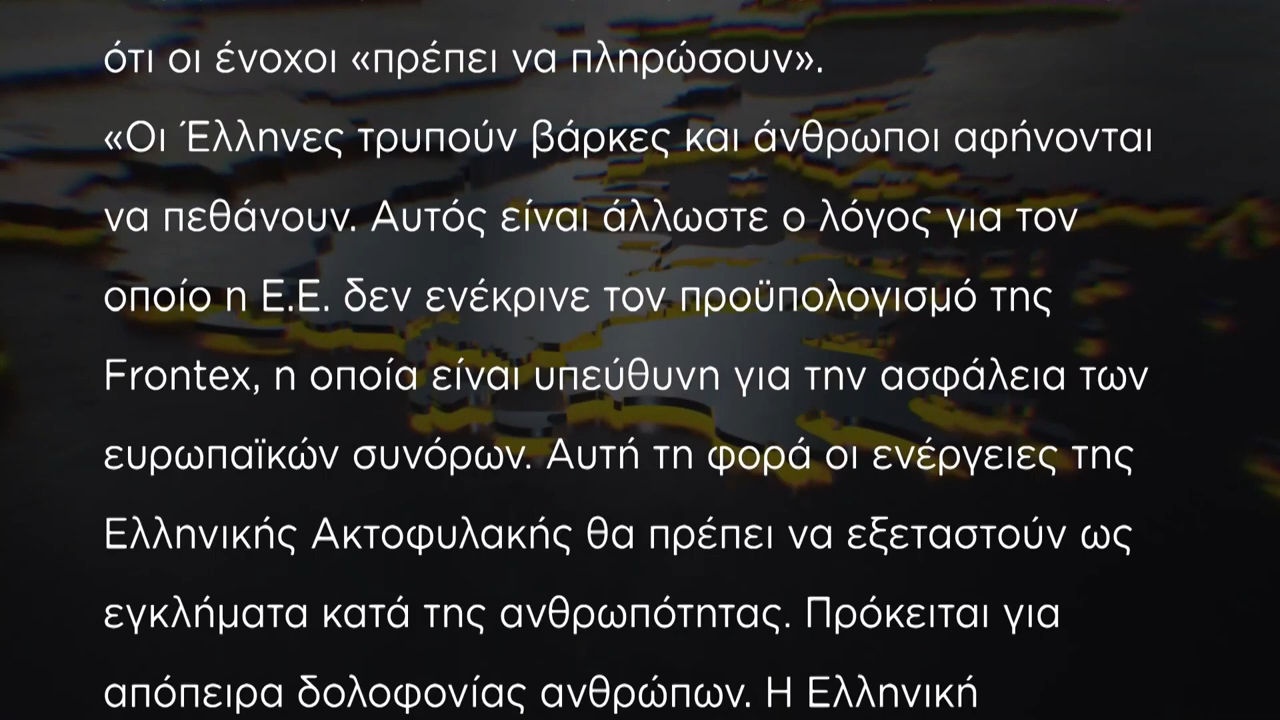 ότι οι ένοχοι «πρέπει να πληρώσουν».
«Οι Έλληνες τρυπούν βάρκες και άνθρωποι αφήνονται
να πεθάνουν. Αυτός είναι άλλωστε ο λόγος για τον
οποίο η Ε.Ε. δεν ενέκρινε τον προϋπολογισμό της
Frontex, η οποία είναι υπεύθυνη για την ασφάλεια των
ευρωπαϊκών συνόρων. Αυτή τη φορά οι ενέργειες της
Ελληνικής Ακτοφυλακής θα πρέπει να εξεταστούν ως
εγκλήματα κατά της ανθρωπότητας. Πρόκειται για
απόπειρα δολοφονίας ανθρώπων. Η Ελληνική